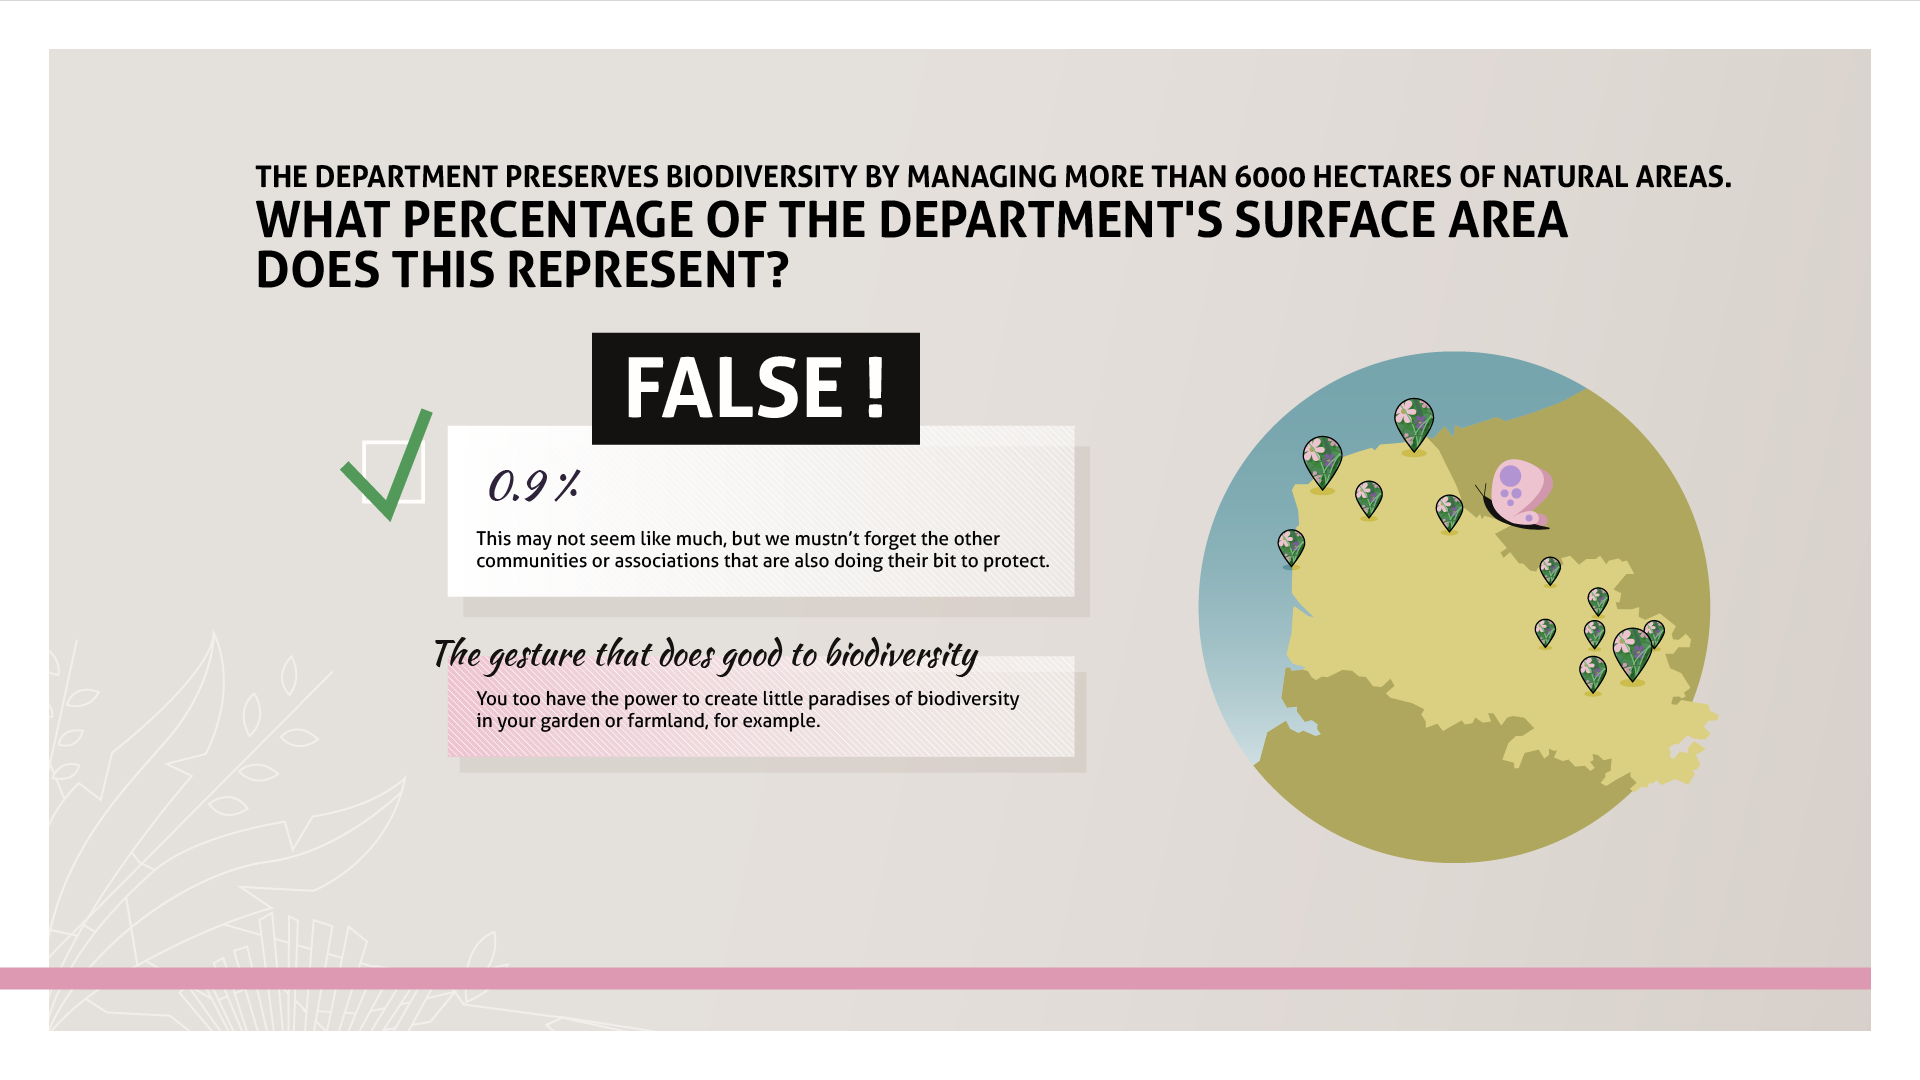 THE DEPARTMENT PRESERVES BIODIVERSITY BY MANAGING MORE THAN 6000 HECTARES OF NATURAL AREAS.
WHAT PERCENTAGE OF THE DEPARTMENT'S SURFACE AREA
DOES THIS REPRESENT?
FALSE !
0.9 %
This may not seem like much, but we mustn’t forget the other
communities or associations that are also doing their bit to protect.
The gesture that does good to biodiversity
You too have the power to create little paradises of biodiversity
in your garden or farmland, for example.